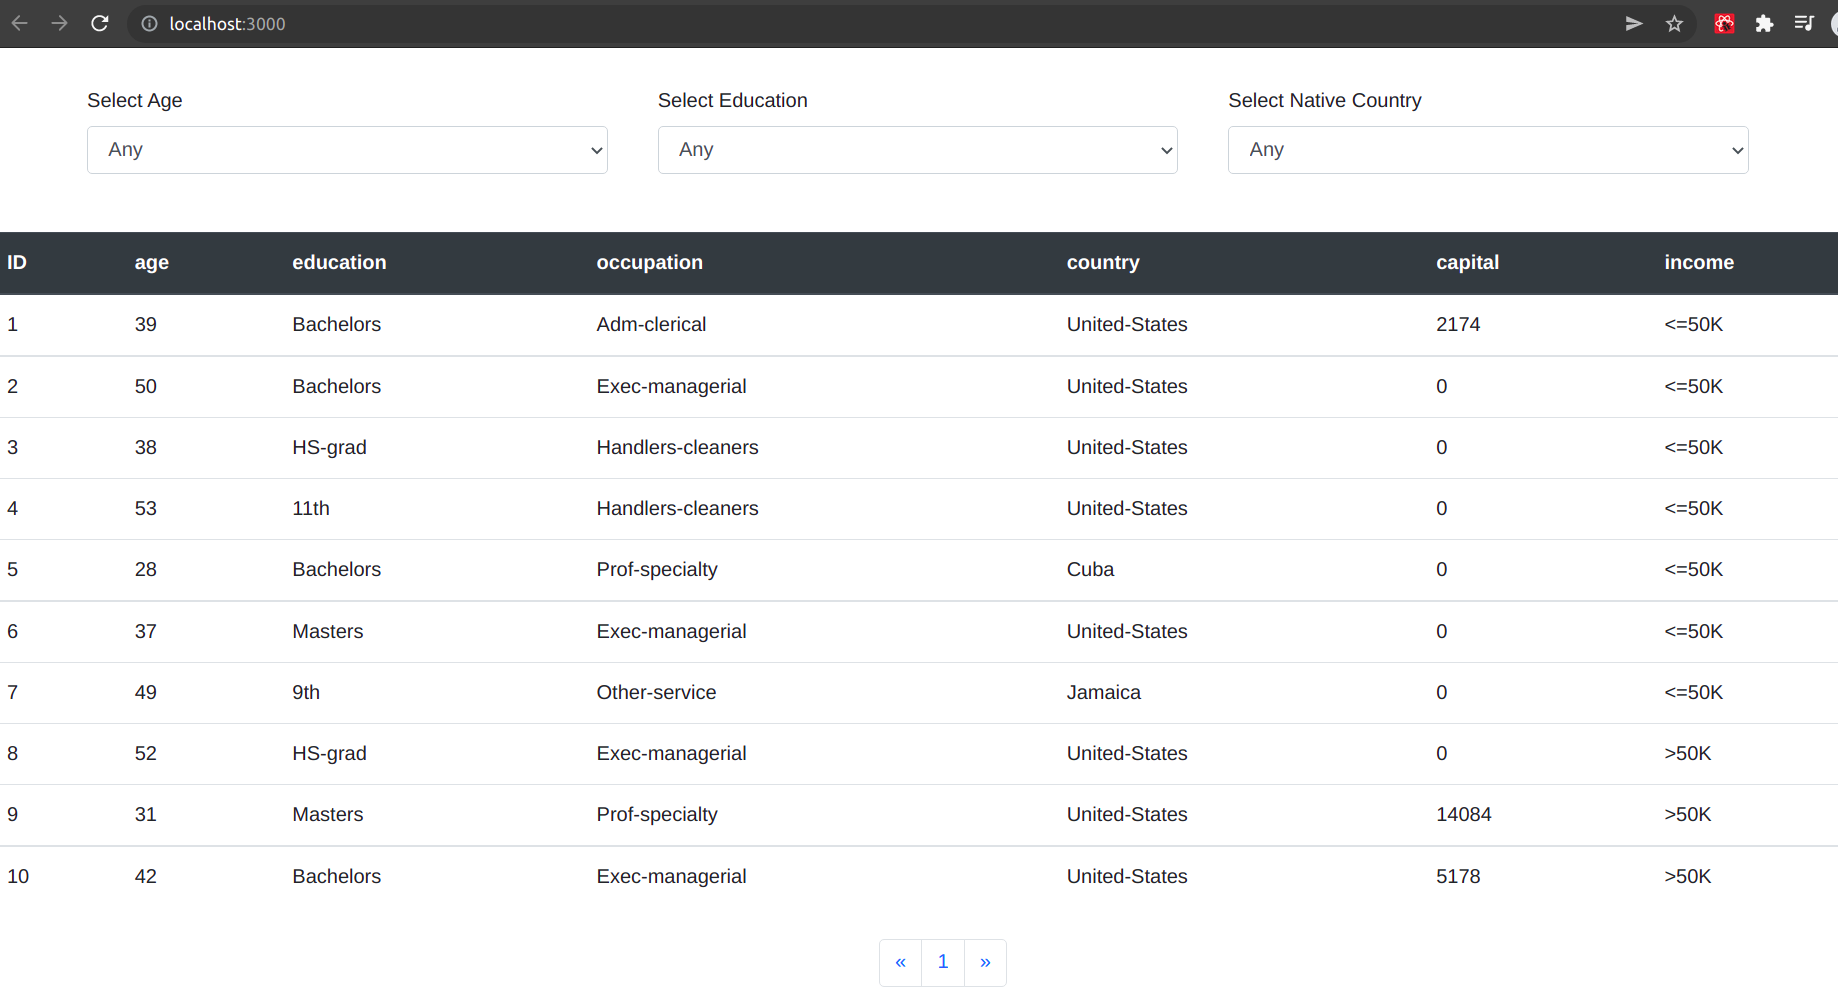 localhost:3000
Select Age Select Education Select Native Country
Any Any Any
ID age education occupation country capital income
1 39 Bachelors Adm-clerical United-States 2174 <=50K
2 50 Bachelors Exec-managerial United-States 0 <=50K
3 38 HS-grad Handlers-cleaners United-States 0 <=50K
4 53 11th Handlers-cleaners United-States 0 <=50K
5 28 Bachelors Prof-specialty Cuba 0 <=50K
6 37 Masters Exec-managerial United-States 0 <=50K
7 49 9th Other-service Jamaica 0 <=50K
8 52 HS-grad Exec-managerial United-States 0 >50K
9 31 Masters Prof-specialty United-States 14084 >50K
10 42 Bachelors Exec-managerial United-States 5178 >50K
« 1 »